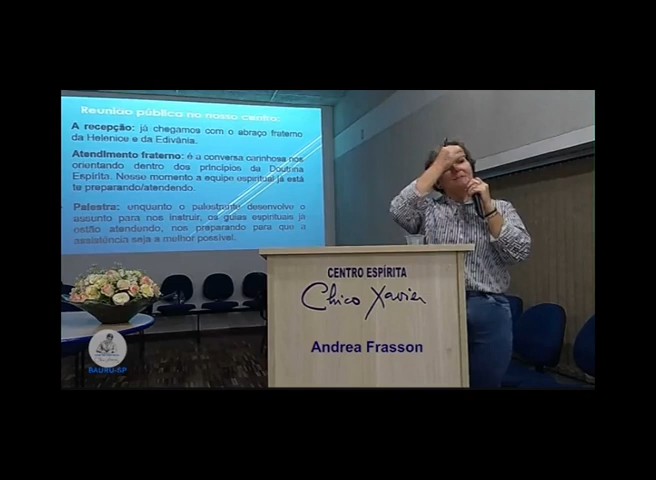 Reunião pública no nosso centro:
A recepção: já chegamos com o abraço fraterno
da Helenice e da Edivânia.
Atendimento fraterno: é a conversa carinhosa nos
orientando dentro dos princípios da Doutrina
Espírita. Nesse momento a equipe espiritual já está
te preparando/atendendo.
Palestra: enquanto o palestrante desenvolve o
assunto para nos instruir, os guias espirituais já
estão atendendo, nos preparando para que a
assistência seja a melhor possível.
CENTRO ESPÍRITA
Chico Xavier
Andrea Frasson
BAURU-SP